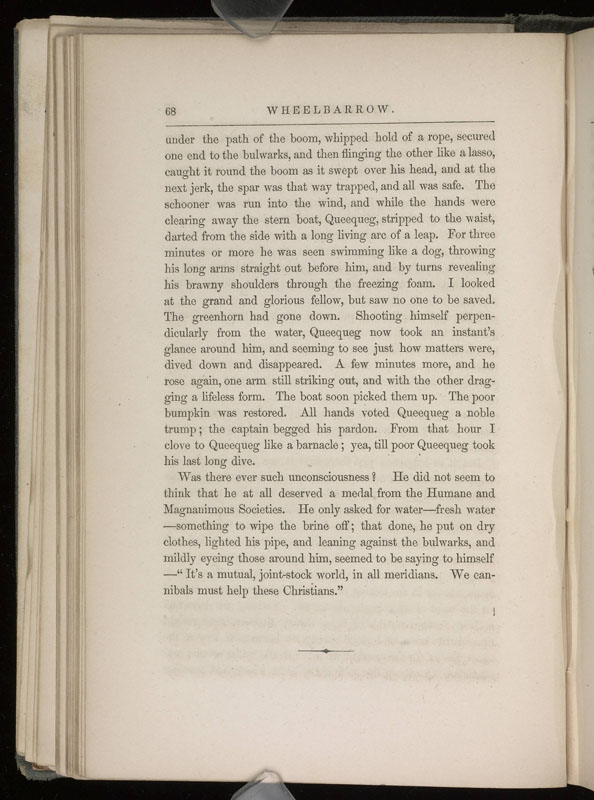 68 WHEELBARROW.
under the path of the boom, whipped hold of a rope, secured
one end to the bulwarks, and then flinging the other like a lasso,
caught it round the boom as it swept over his head, and at the
next jerk, the spar was that way trapped, and all was safe. The
schooner was run into the wind, and while the hands were
clearing away the stern boat, Queequeg, stripped to the waist,
darted from the side with a long living arc of a leap. For three
minutes or more he was seen swimming like a dog, throwing
his long arms straight out before him, and by turns revealing
his brawny shoulders through the freezing foam. I looked
at the grand and glorious fellow, but saw no one to be saved.
The greenhorn had gone down. Shooting himself perpen-
dicularly from the water, Queequeg now took an instant's
glance around him, and seeming to see just how matters were,
dived down and disappeared. A few minutes more, and he
rose again, one arm still striking out, and with the other drag-
ging a lifeless form. The boat soon picked them up. The poor
bumpkin was restored. All hands voted Queequeg a noble
trump; the captain begged his pardon. From that hour I
clove to Queequeg like a barnacle; yea, till poor Queequeg took
his last long dive.
Was there ever such unconsciousness? He did not seem to
think that he at all deserved a medal from the Humane and
Magnanimous Societies. He only asked for water—fresh water
—something to wipe the brine off; that done, he put on dry
clothes, lighted his pipe, and leaning against the bulwarks, and
mildly eyeing those around him, seemed to be saying to himself
—"It's a mutual, joint-stock world, in all meridians. We can-
nibals must help these Christians."